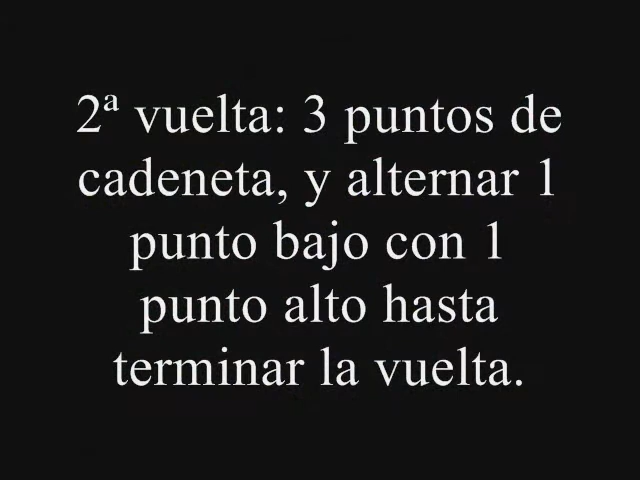 2ª vuelta: 3 puntos de
cadeneta, y alternar 1
punto bajo con 1
punto alto hasta
terminar la vuelta.